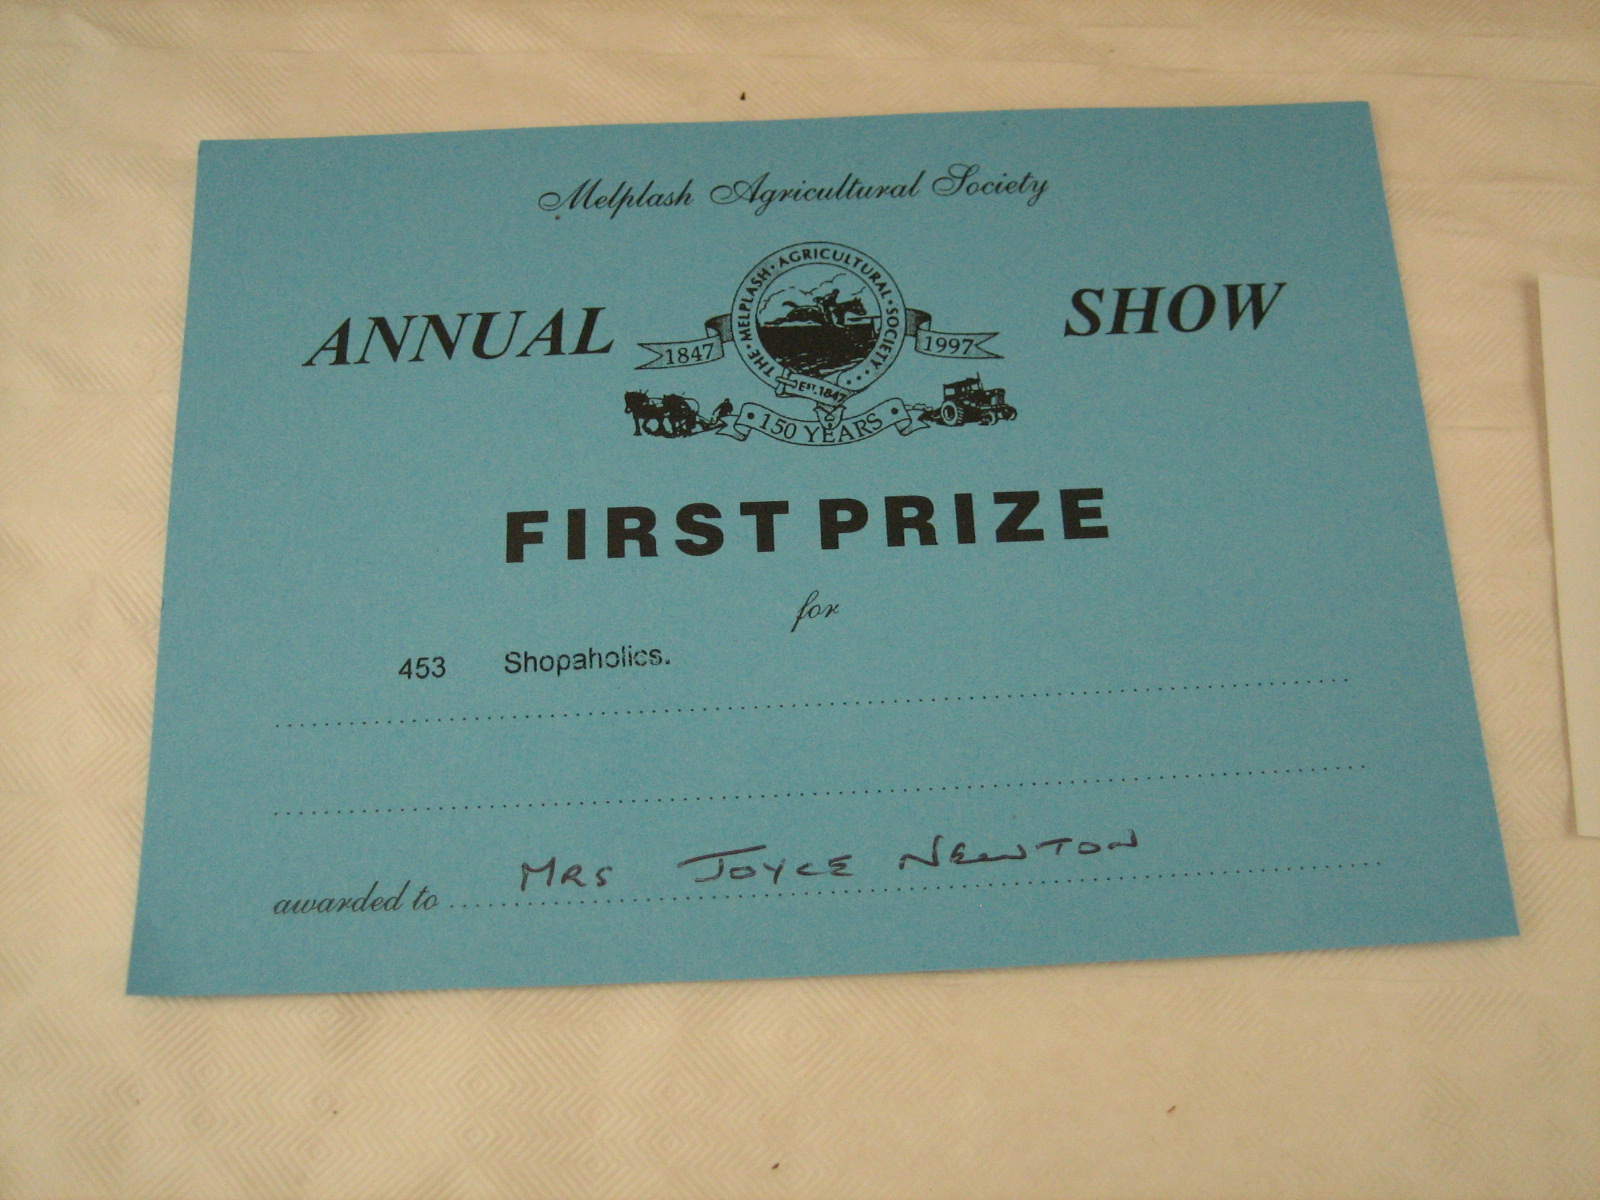 Melplash Agricultural Society
ANNUAL SHOW
THE · MELPLASH · AGRICULTURAL · SOCIETY
1847
1997
EST. 1847
150 YEARS
FIRST PRIZE
for
453 Shopaholics.
awarded to MRS JOYCE NEWTON